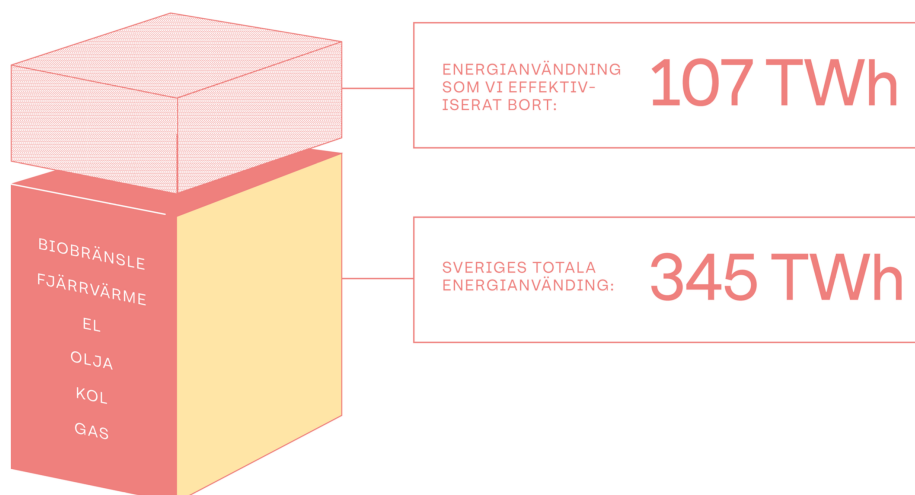 ENERGIANVÄNDNING
SOM VI EFFEKTIV-
ISERAT BORT:
107 TWh
SVERIGES TOTALA
ENERGIANVÄNDING:
345 TWh
BIOBRÄNSLE
FJÄRRVÄRME
EL
OLJA
KOL
GAS